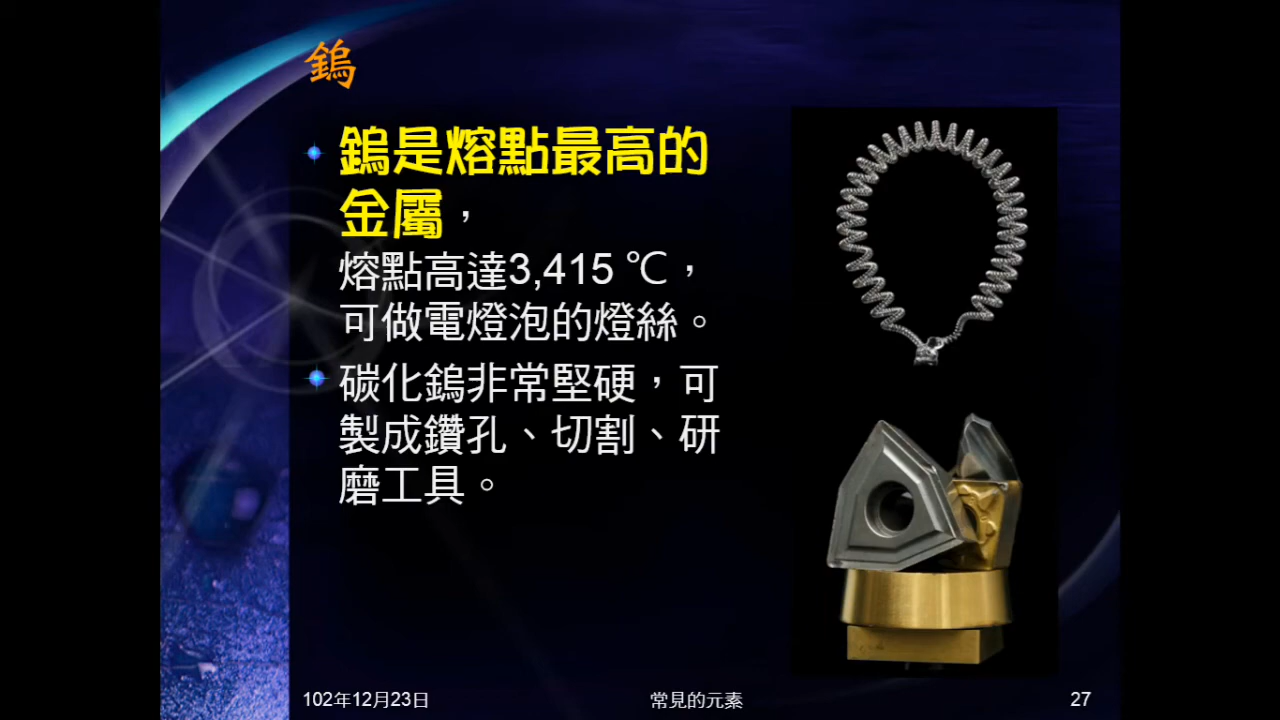 鎢
鎢是熔點最高的
金屬，
熔點高達3,415 ℃，
可做電燈泡的燈絲。
碳化鎢非常堅硬，可
製成鑽孔、切割、研
磨工具。
102年12月23日
常見的元素
27